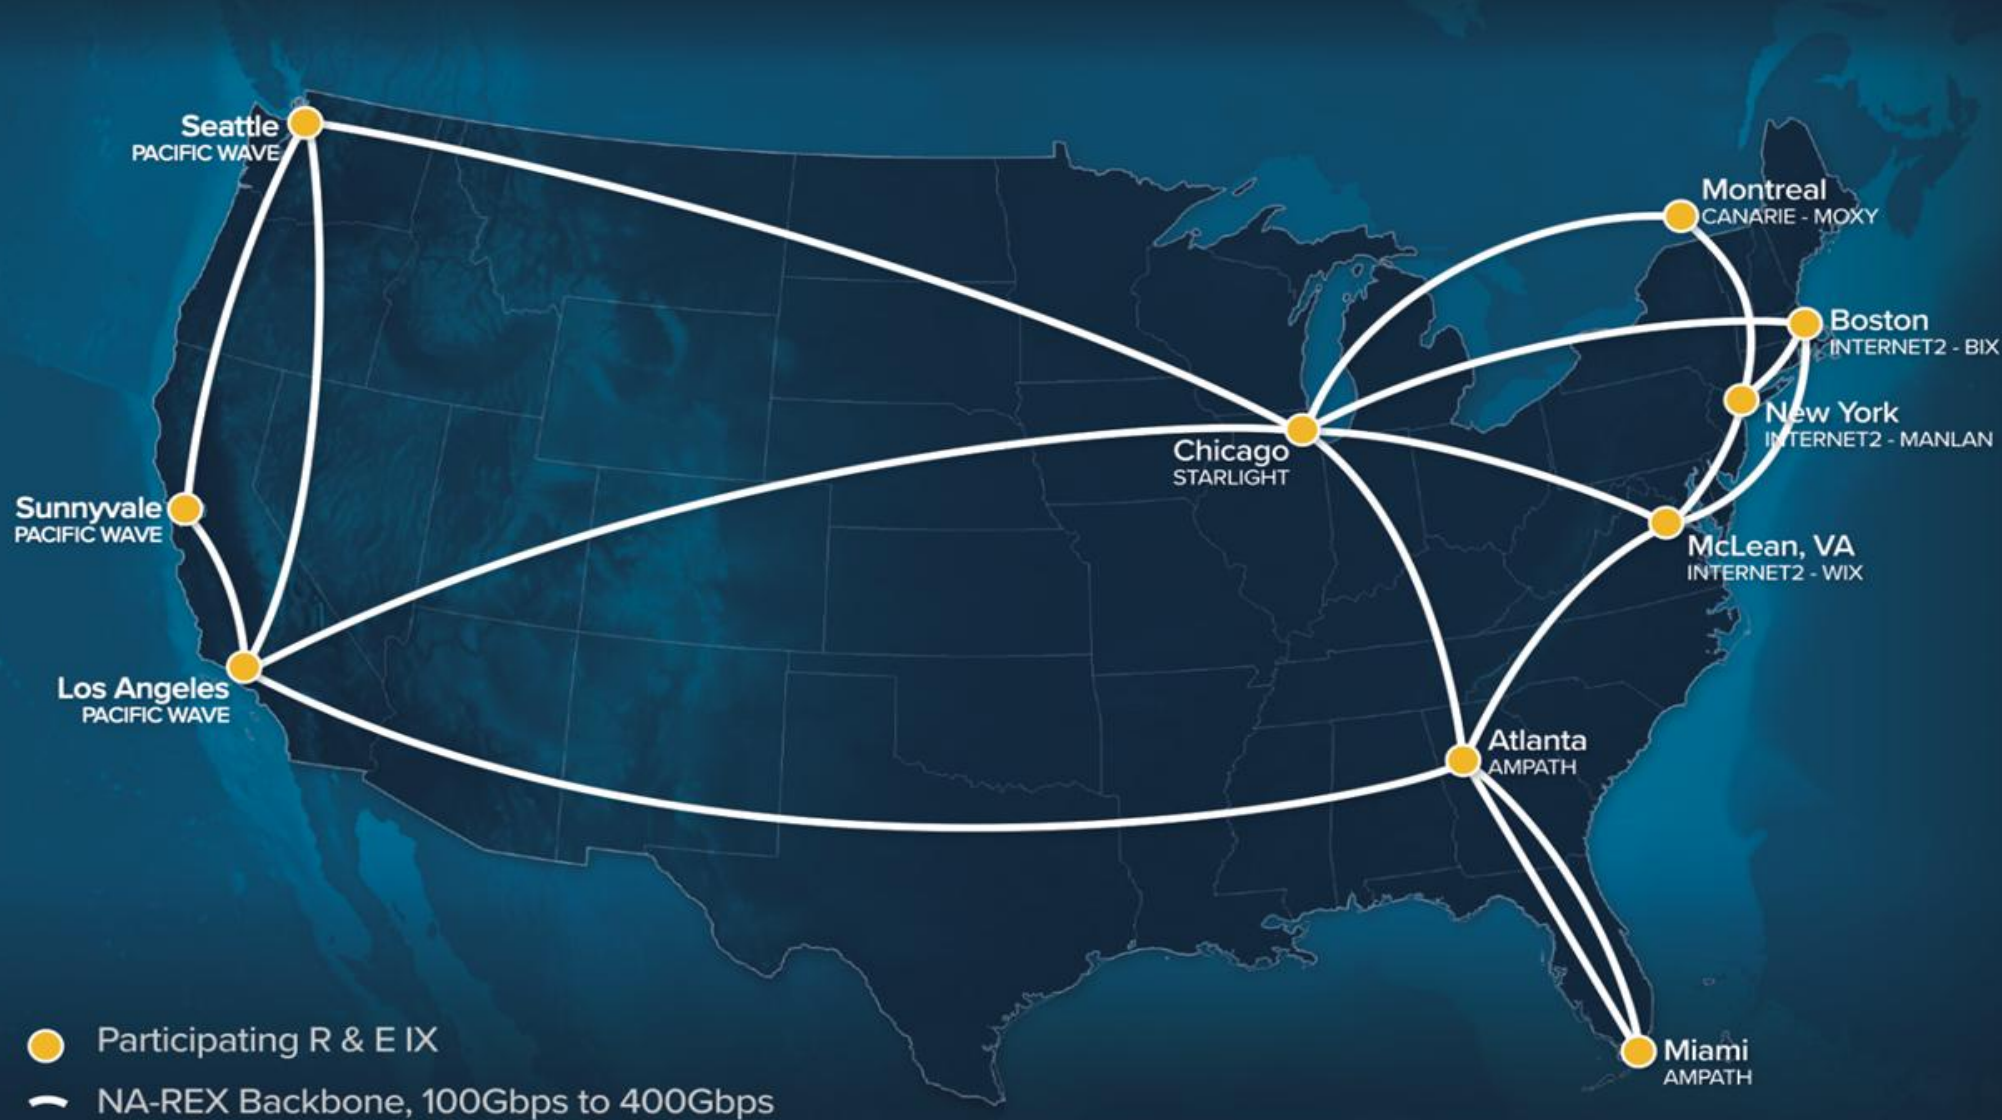 Seattle
PACIFIC WAVE
Montreal
CANARIE - MOXY
Boston
INTERNET2 - BIX
New York
INTERNET2 - MANLAN
Chicago
STARLIGHT
Sunnyvale
PACIFIC WAVE
McLean, VA
INTERNET2 - WIX
Los Angeles
PACIFIC WAVE
Atlanta
AMPATH
Miami
AMPATH
Participating R & E IX
NA-REX Backbone, 100Gbps to 400Gbps